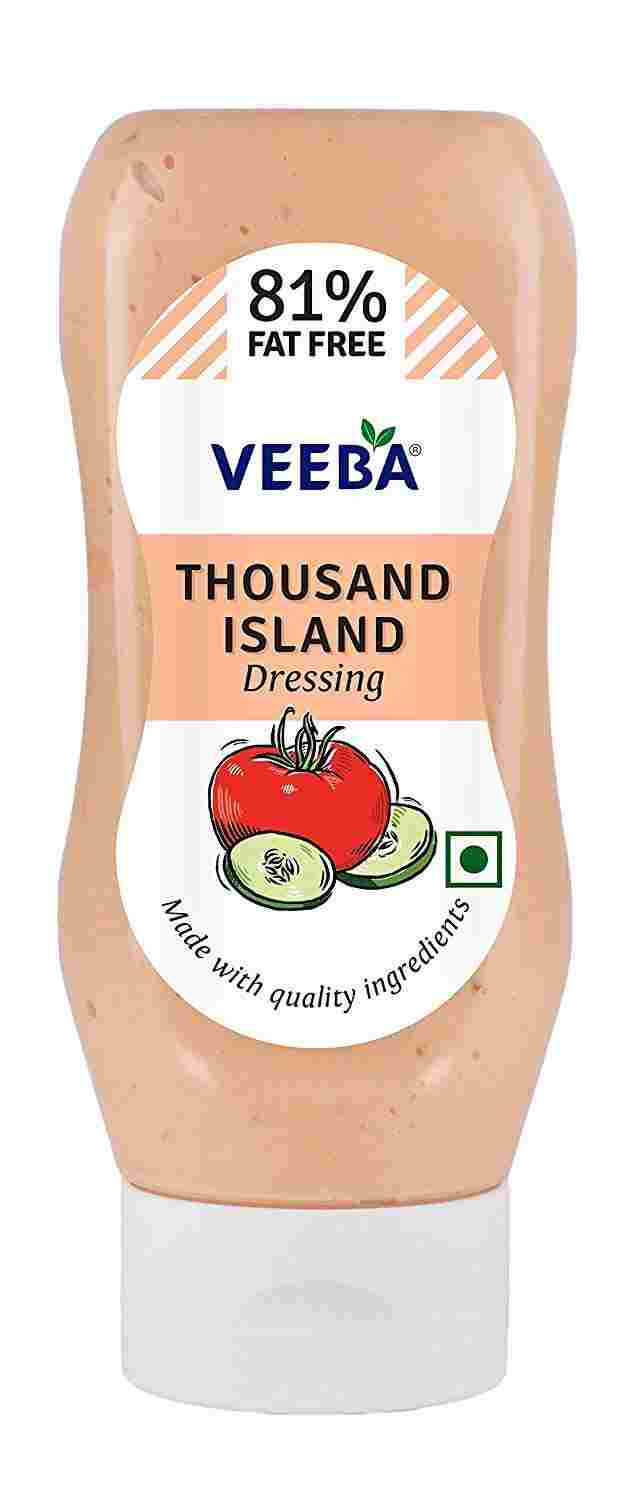 81%
FAT FREE
VEEBA®
THOUSAND
ISLAND
Dressing
Made with quality ingredients